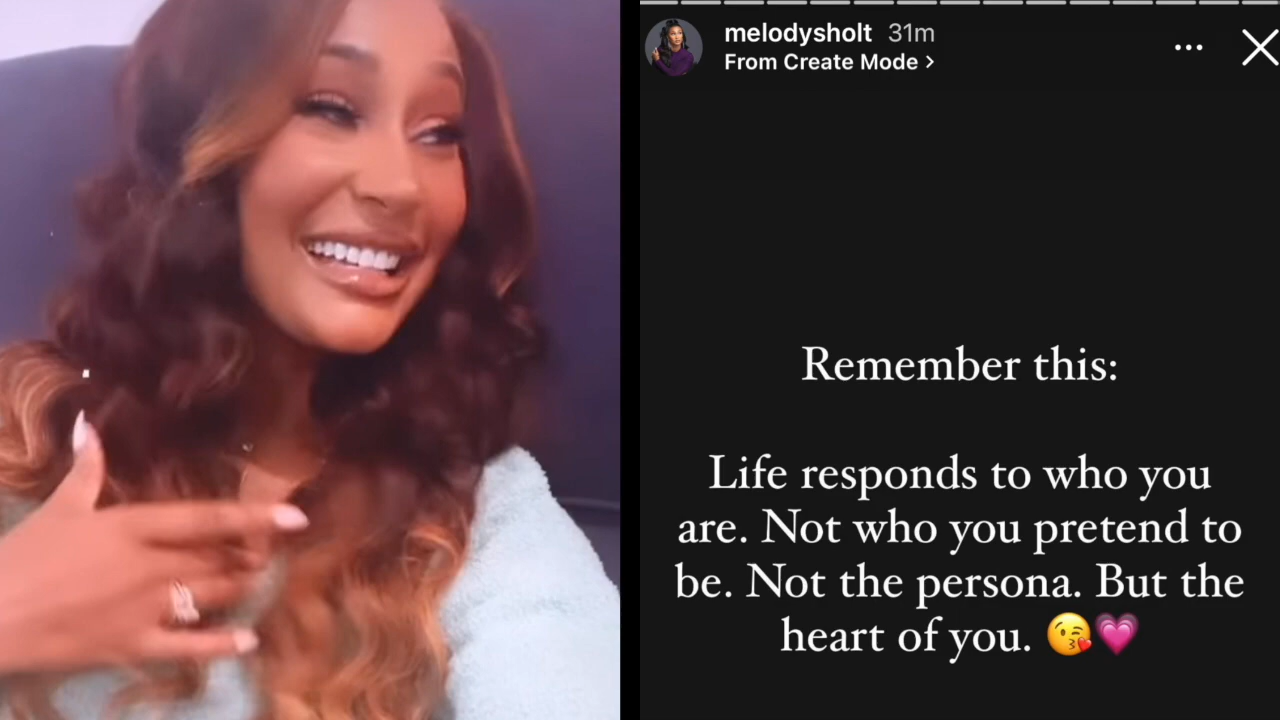 melodysholt 31m
From Create Mode >
Remember this:
Life responds to who you
are. Not who you pretend to
be. Not the persona. But the
heart of you. 😘💗